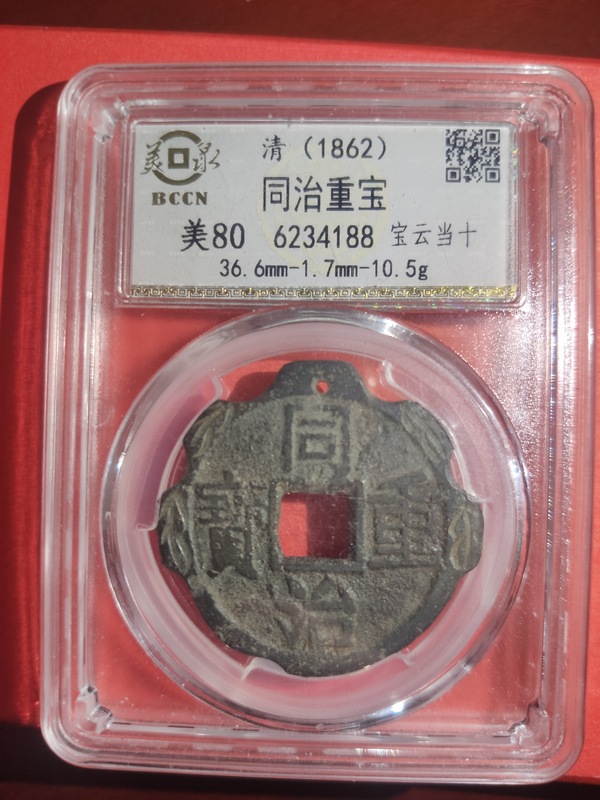 美泉
BCCN
清（1862）
同治重宝
美80 6234188 宝云当十
36.6mm-1.7mm-10.5g
同
寶 重
治